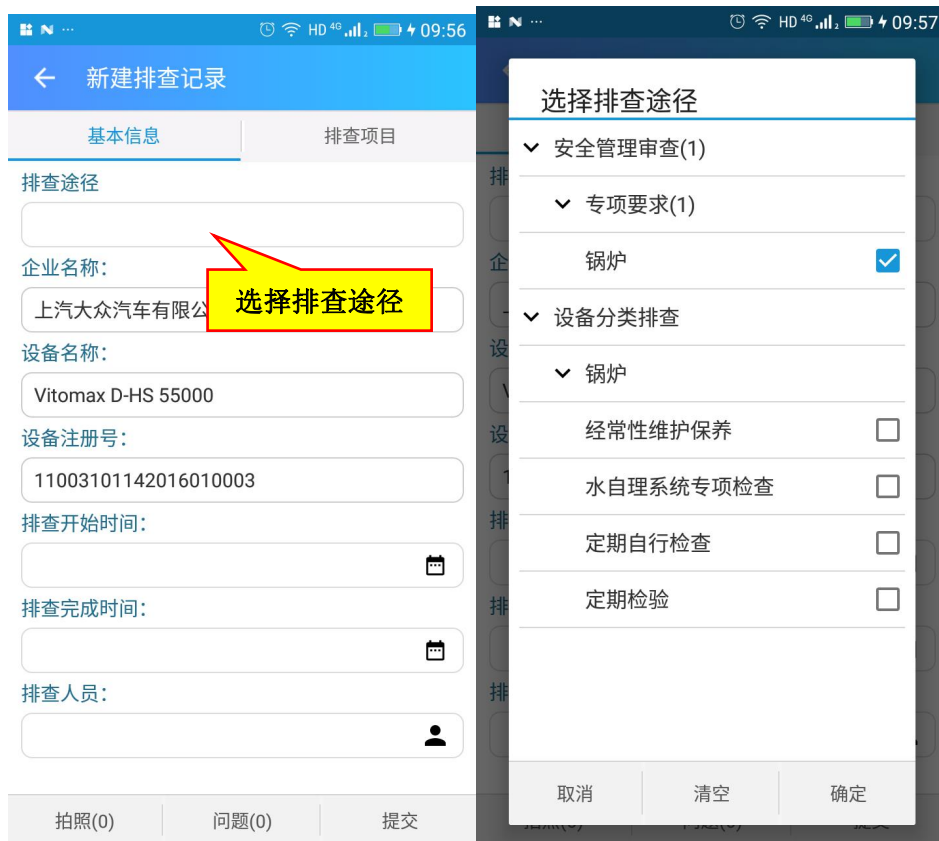 HD 4G 2 09:56
新建排查记录
基本信息
排查项目
排查途径
企业名称:
上汽大众汽车有限公
选择排查途径
设备名称:
Vitomax D-HS 55000
设备注册号:
11003101142016010003
排查开始时间:
排查完成时间:
排查人员:
拍照(0)
问题(0)
提交
HD 4G 2 09:57
选择排查途径
安全管理审查(1)
专项要求(1)
锅炉
设备分类排查
锅炉
经常性维护保养
水自理系统专项检查
定期自行检查
定期检验
取消
清空
确定